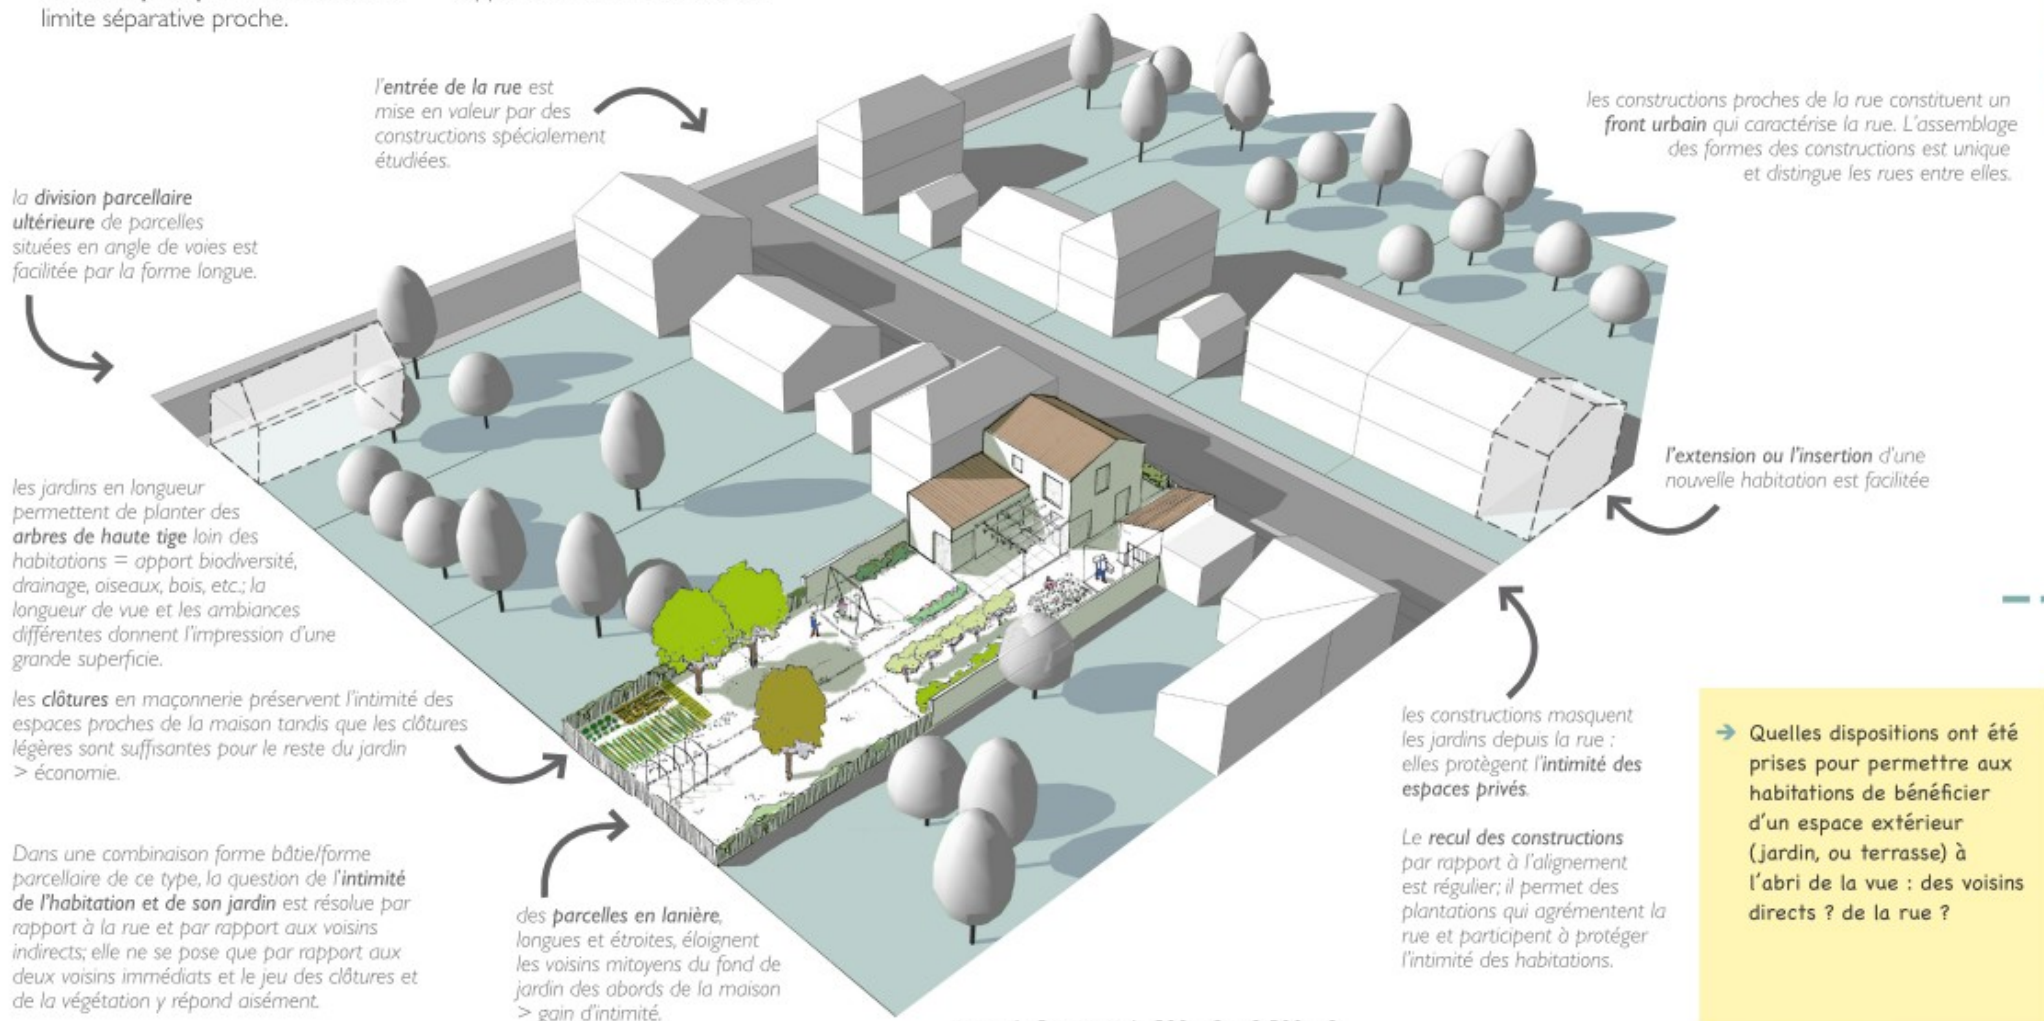 limite séparative proche.
l'entrée de la rue est
mise en valeur par des
constructions spécialement
étudiées.
les constructions proches de la rue constituent un
front urbain qui caractérise la rue. L'assemblage
des formes des constructions est unique
et distingue les rues entre elles.
la division parcellaire
ultérieure de parcelles
situées en angle de voies est
facilitée par la forme longue.
l'extension ou l'insertion d'une
nouvelle habitation est facilitée
les jardins en longueur
permettent de planter des
arbres de haute tige loin des
habitations = apport biodiversité,
drainage, oiseaux, bois, etc.; la
longueur de vue et les ambiances
différentes donnent l'impression d'une
grande superficie.
les clôtures en maçonnerie préservent l'intimité des
espaces proches de la maison tandis que les clôtures
légères sont suffisantes pour le reste du jardin
> économie.
Dans une combinaison forme bâtie/forme
parcellaire de ce type, la question de l'intimité
de l'habitation et de son jardin est résolue par
rapport à la rue et par rapport aux voisins
indirects; elle ne se pose que par rapport aux
deux voisins immédiats et le jeu des clôtures et
de la végétation y répond aisément.
des parcelles en lanière,
longues et étroites, éloignent
les voisins mitoyens du fond de
jardin des abords de la maison
> gain d'intimité.
les constructions masquent
les jardins depuis la rue :
elles protègent l'intimité des
espaces privés.
Le recul des constructions
par rapport à l'alignement
est régulier; il permet des
plantations qui agrémentent la
rue et participent à protéger
l'intimité des habitations.
→ Quelles dispositions ont été
prises pour permettre aux
habitations de bénéficier
d'un espace extérieur
(jardin, ou terrasse) à
l'abri de la vue : des voisins
directs ? de la rue ?